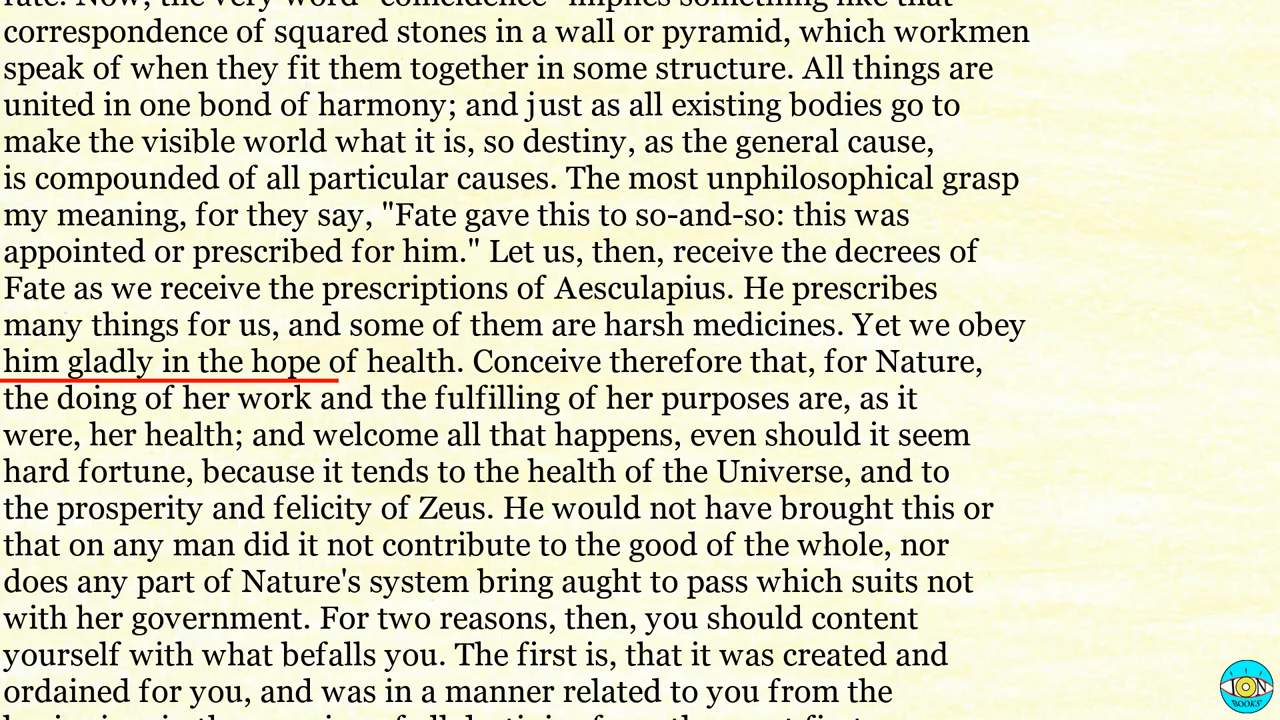 fate. Now, the very word "coincidence" implies something like that
correspondence of squared stones in a wall or pyramid, which workmen
speak of when they fit them together in some structure. All things are
united in one bond of harmony; and just as all existing bodies go to
make the visible world what it is, so destiny, as the general cause,
is compounded of all particular causes. The most unphilosophical grasp
my meaning, for they say, "Fate gave this to so-and-so: this was
appointed or prescribed for him." Let us, then, receive the decrees of
Fate as we receive the prescriptions of Aesculapius. He prescribes
many things for us, and some of them are harsh medicines. Yet we obey
him gladly in the hope of health. Conceive therefore that, for Nature,
the doing of her work and the fulfilling of her purposes are, as it
were, her health; and welcome all that happens, even should it seem
hard fortune, because it tends to the health of the Universe, and to
the prosperity and felicity of Zeus. He would not have brought this or
that on any man did it not contribute to the good of the whole, nor
does any part of Nature's system bring aught to pass which suits not
with her government. For two reasons, then, you should content
yourself with what befalls you. The first is, that it was created and
ordained for you, and was in a manner related to you from the
ION
BOOKS